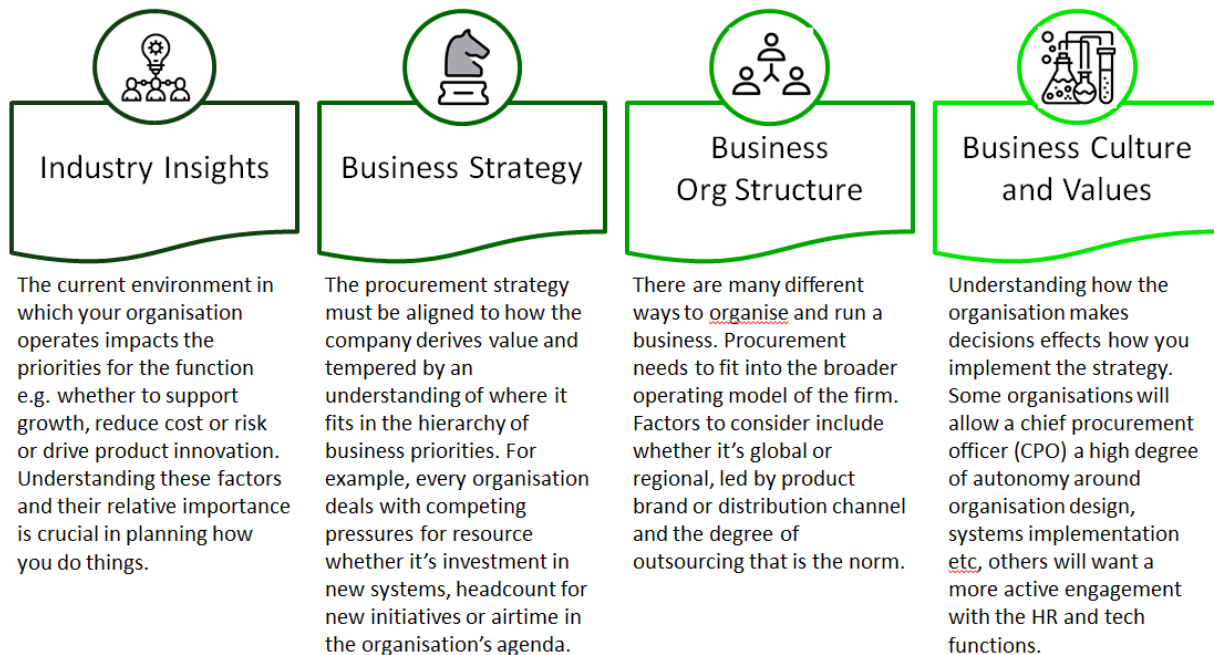 Industry Insights
The current environment in
which your organisation
operates impacts the
priorities for the function
e.g. whether to support
growth, reduce cost or risk
or drive product innovation.
Understanding these factors
and their relative importance
is crucial in planning how
you do things.
Business Strategy
The procurement strategy
must be aligned to how the
company derives value and
tempered by an
understanding of where it
fits in the hierarchy of
business priorities. For
example, every organisation
deals with competing
pressures for resource
whether it's investment in
new systems, headcount for
new initiatives or airtime in
the organisation's agenda.
Business
Org Structure
There are many different
ways to organise and run a
business. Procurement
needs to fit into the broader
operating model of the firm.
Factors to consider include
whether it's global or
regional, led by product
brand or distribution channel
and the degree of
outsourcing that is the norm.
Business Culture
and Values
Understanding how the
organisation makes
decisions effects how you
implement the strategy.
Some organisations will
allow a chief procurement
officer (CPO) a high degree
of autonomy around
organisation design,
systems implementation
etc, others will want a
more active engagement
with the HR and tech
functions.